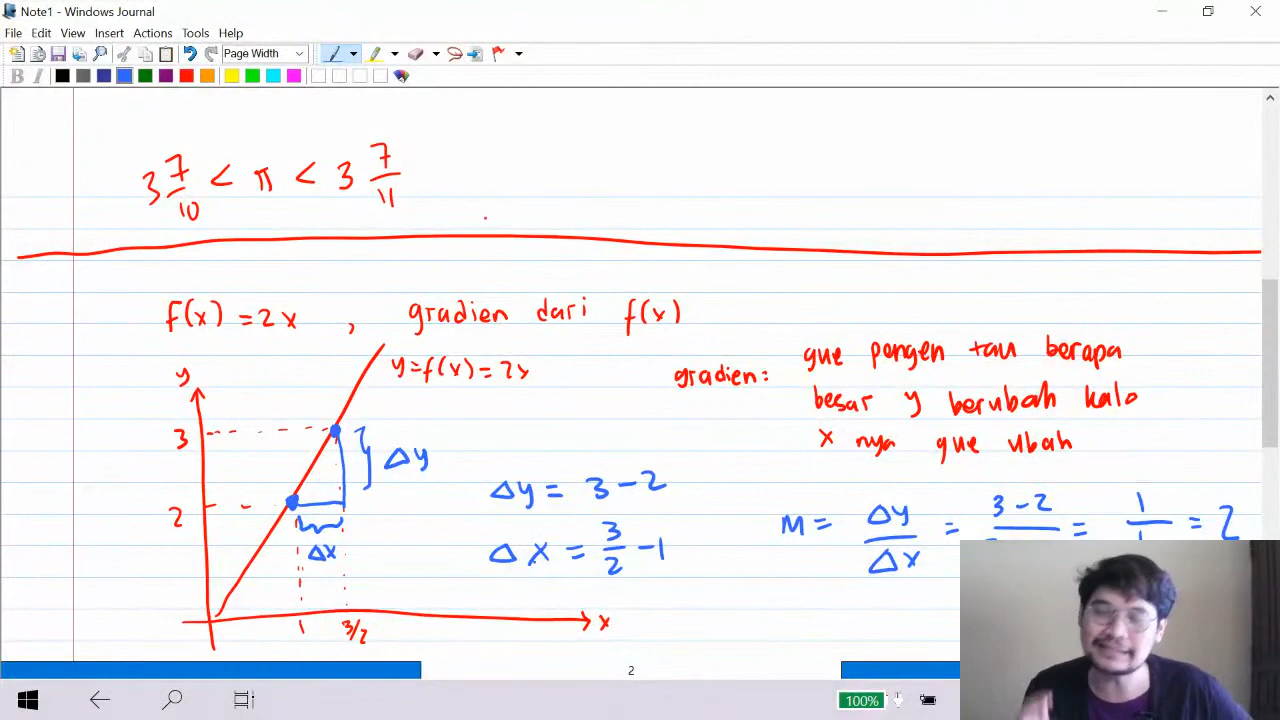 Note1 - Windows Journal
File Edit View Insert Actions Tools Help
Page Width
B I
3 7/10 < π < 3 7/11
f(x) = 2x , gradien dari f(x)
y
y=f(x)=2x
gradien: gue pengen tau berapa
besar y berubah kalo
x nya gue ubah
3
Δy
2
Δx
Δy = 3-2
Δx = 3/2 - 1
M = Δy/Δx = 3-2 = 1 = 2
1 3/2 x
2
100%